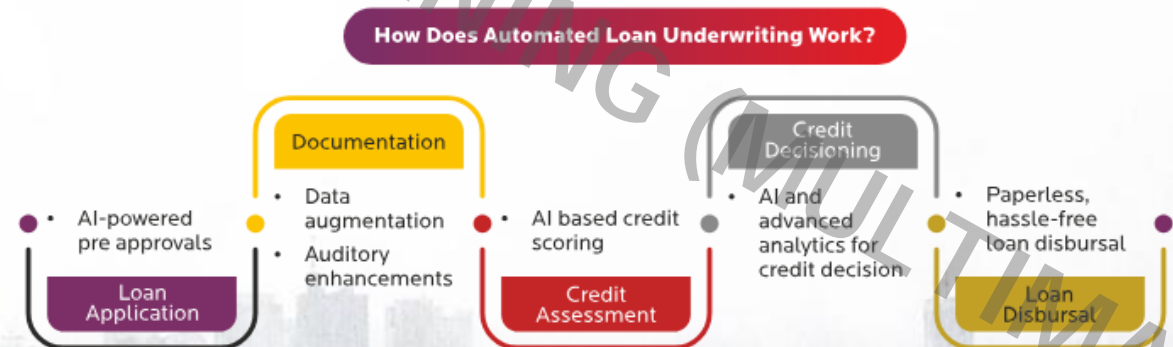 How Does Automated Loan Underwriting Work?
• AI-powered
pre approvals
Loan
Application
Documentation
• Data
augmentation
• Auditory
enhancements
• AI based credit
scoring
Credit
Assessment
Credit
Decisioning
• AI and
advanced
analytics for
credit decision
• Paperless,
hassle-free
loan disbursal
Loan
Disbursal
(MULTIMA